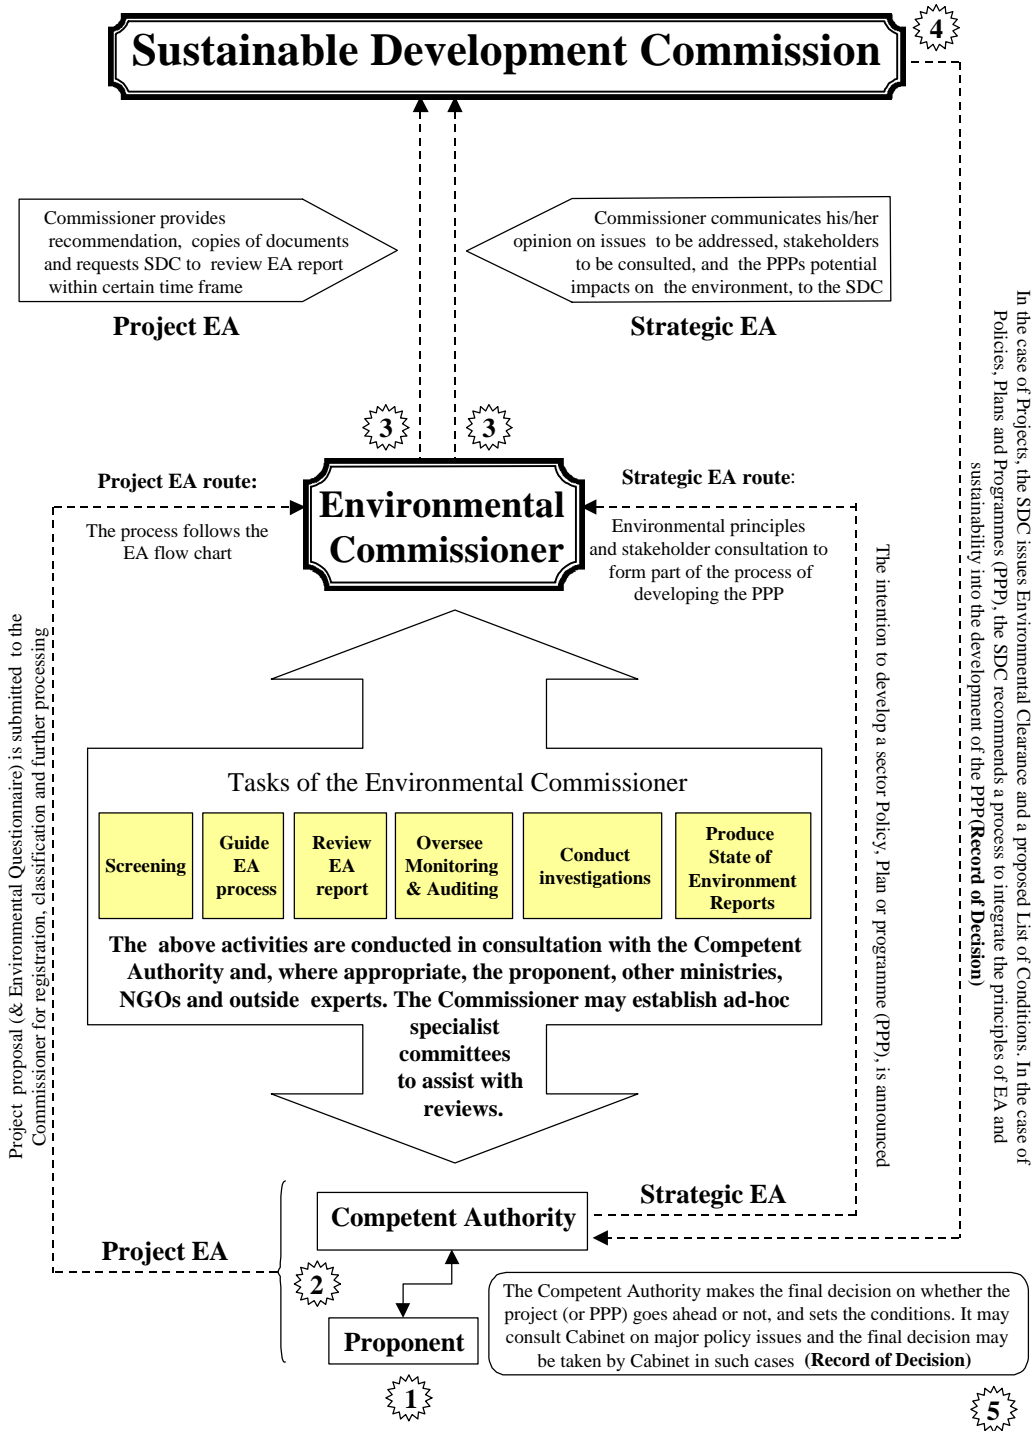 4
Sustainable Development Commission
Commissioner provides
recommendation, copies of documents
and requests SDC to review EA report
within certain time frame
Project EA
Commissioner communicates his/her
opinion on issues to be addressed, stakeholders
to be consulted, and the PPPs potential
impacts on the environment, to the SDC
Strategic EA
3
3
Project EA route:
The process follows the
EA flow chart
Environmental
Commissioner
Strategic EA route:
Environmental principles
and stakeholder consultation to
form part of the process of
developing the PPP
In the case of Projects, the SDC issues Environmental Clearance and a proposed List of Conditions. In the case of
Policies, Plans and Programmes (PPP), the SDC recommends a process to integrate the principles of EA and
sustainability into the development of the PPP(Record of Decision)
The intention to develop a sector Policy, Plan or programme (PPP), is announced
Project proposal (& Environmental Questionnaire) is submitted to the
Commissioner for registration, classification and further processing
Tasks of the Environmental Commissioner
Screening
Guide
EA
process
Review
EA
report
Oversee
Monitoring
& Auditing
Conduct
investigations
Produce
State of
Environment
Reports
The above activities are conducted in consultation with the Competent
Authority and, where appropriate, the proponent, other ministries,
NGOs and outside experts. The Commissioner may establish ad-hoc
specialist
committees
to assist with
reviews.
Competent Authority
Strategic EA
Project EA
2
Proponent
1
The Competent Authority makes the final decision on whether the
project (or PPP) goes ahead or not, and sets the conditions. It may
consult Cabinet on major policy issues and the final decision may
be taken by Cabinet in such cases (Record of Decision)
5